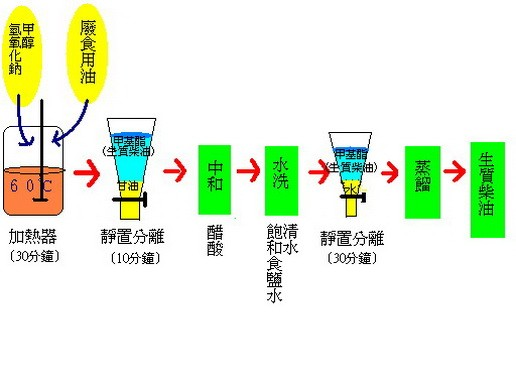 甲醇
氫氧化鈉
廢食用油
60℃
加熱器
(30分鐘)
甲基酯
(生質柴油)
甘油
靜置分離
(10分鐘)
中和
醋酸
水洗
清水
飽和食鹽水
甲基酯
(生質柴油)
水
靜置分離
(30分鐘)
蒸餾
生質柴油